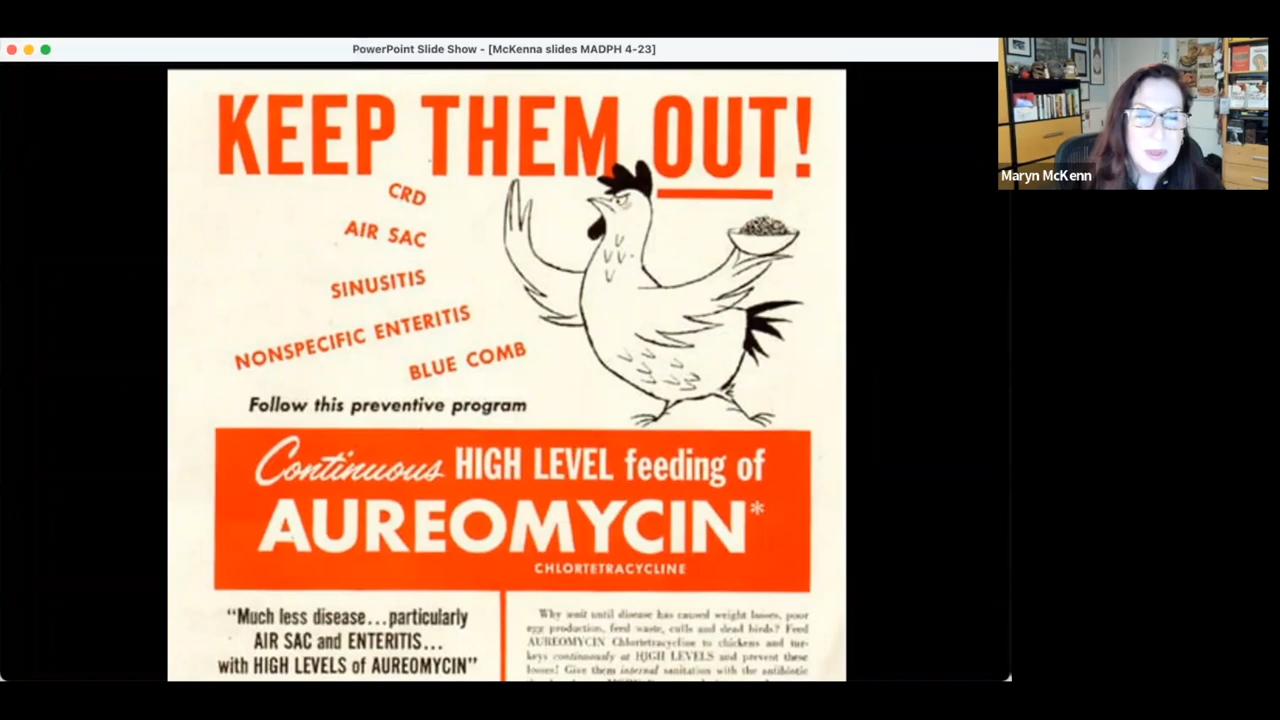 PowerPoint Slide Show - [McKenna slides MADPH 4-23]
Maryn McKenn
KEEP THEM OUT!
CRD
AIR SAC
SINUSITIS
NONSPECIFIC ENTERITIS
BLUE COMB
Follow this preventive program
Continuous HIGH LEVEL feeding of
AUREOMYCIN*
CHLORTETRACYCLINE
“Much less disease...particularly
AIR SAC and ENTERITIS...
with HIGH LEVELS of AUREOMYCIN”
Why wait until disease has caused weight losses, poor
egg production, feed waste, culls and dead birds? Feed
AUREOMYCIN Chlortetracycline to chickens and tur-
keys continuously at HIGH LEVELS and prevent these
losses! Give them internal sanitation with the antibiotic